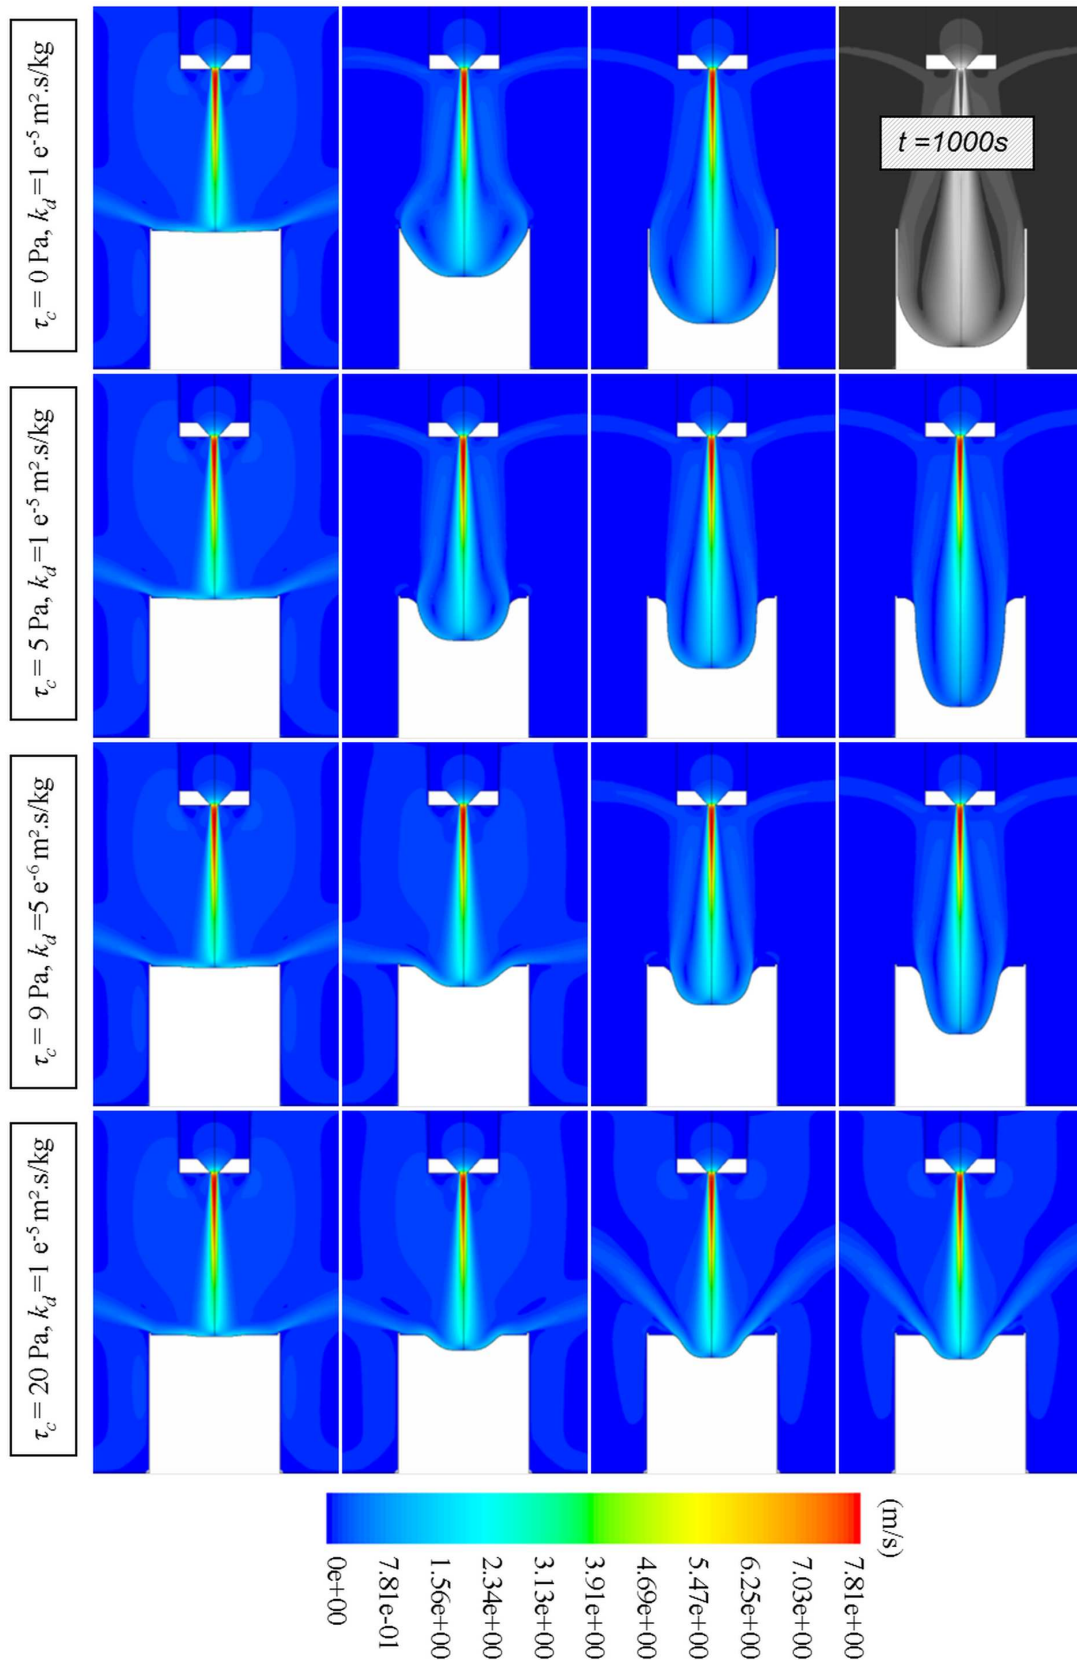 t =1000s
τc = 0 Pa, kd =1 e-5 m².s/kg
τc = 5 Pa, kd =1 e-5 m².s/kg
τc = 9 Pa, kd =5 e-6 m².s/kg
τc = 20 Pa, kd =1 e-5 m².s/kg
(m/s)
0e+00
7.81e-01
1.56e+00
2.34e+00
3.13e+00
3.91e+00
4.69e+00
5.47e+00
6.25e+00
7.03e+00
7.81e+00